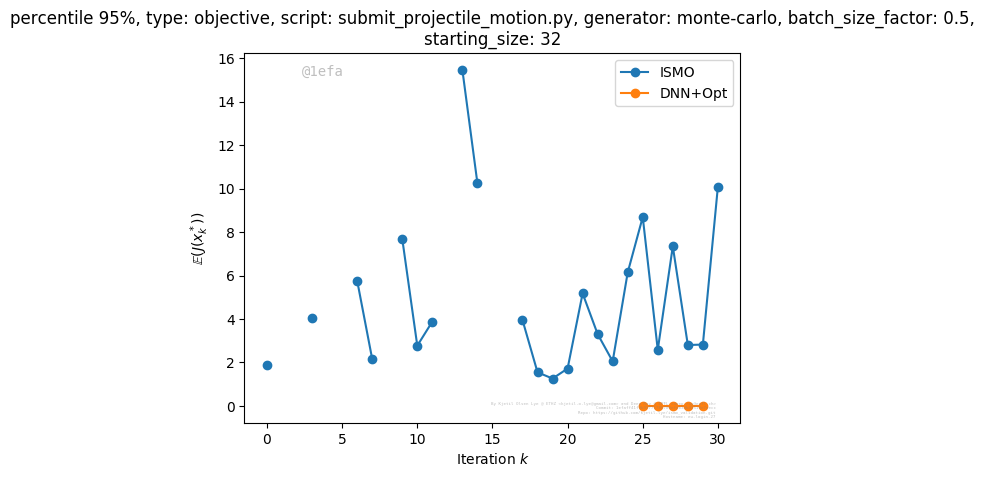 percentile 95%, type: objective, script: submit_projectile_motion.py, generator: monte-carlo, batch_size_factor: 0.5,
starting_size: 32
@1efa
ISMO
DNN+Opt
16
14
12
10
8
6
4
2
0
𝔼(J(x_k^*))
0 5 10 15 20 25 30
Iteration k